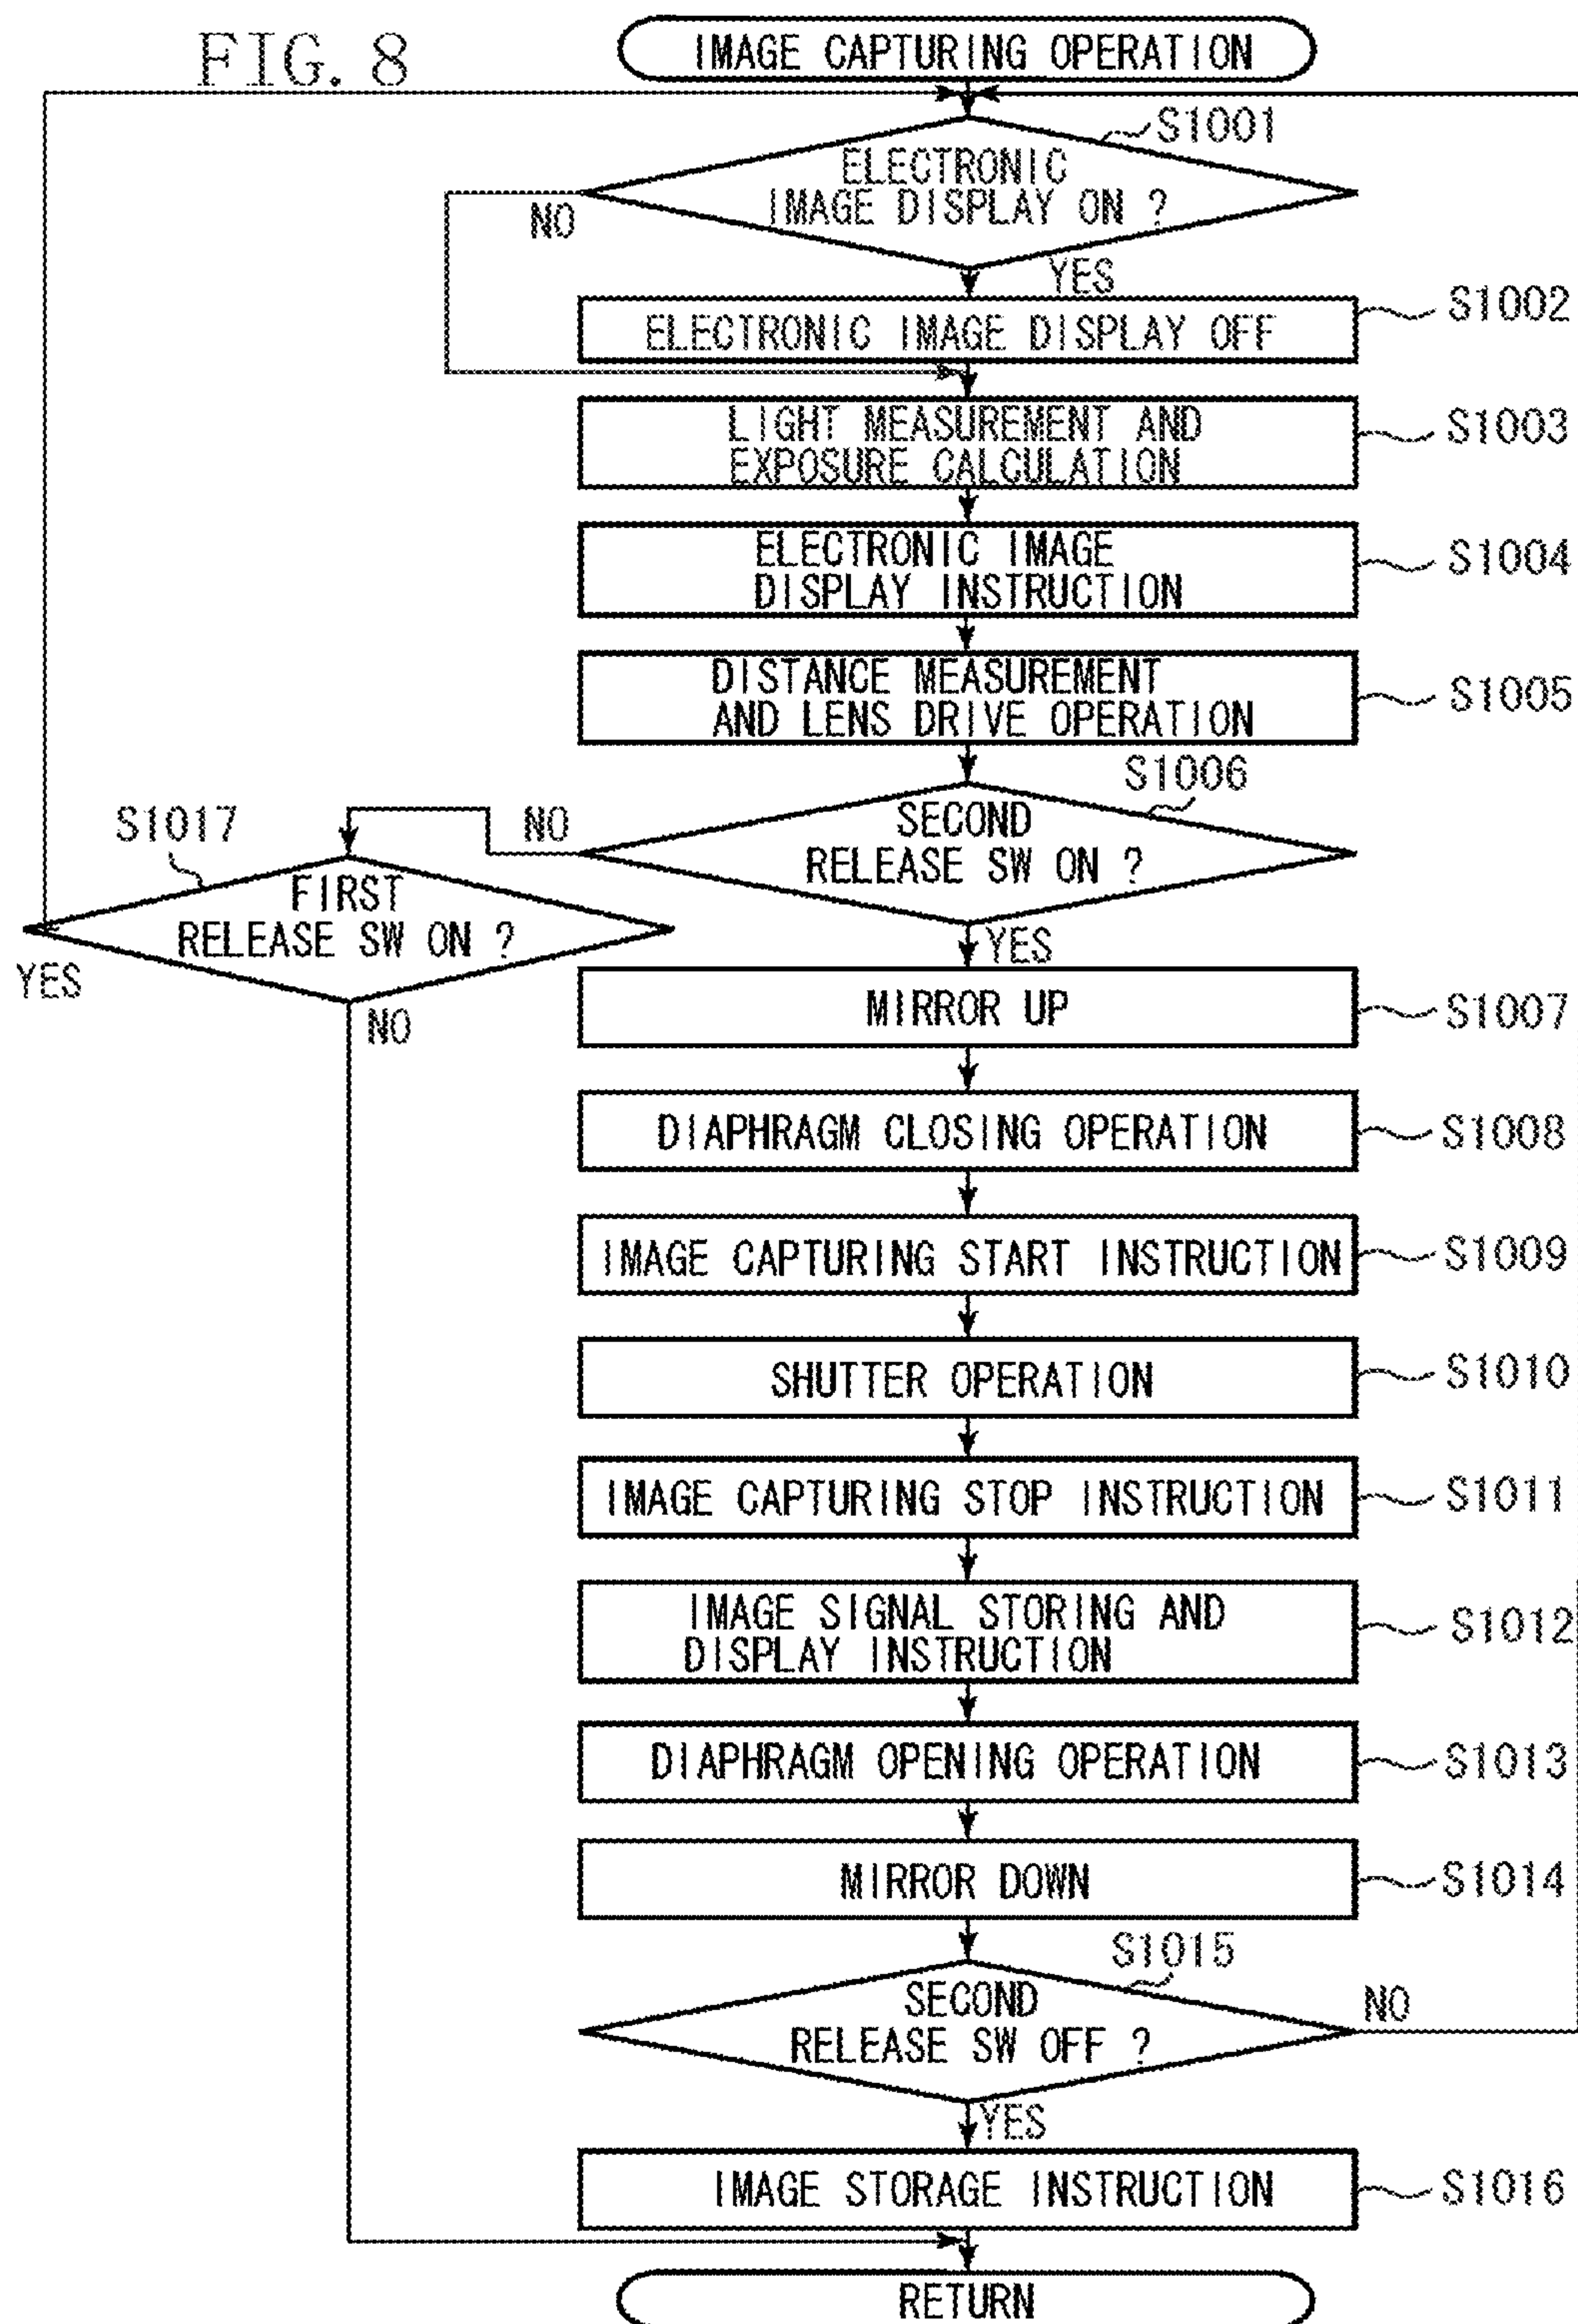 FIG. 8
IMAGE CAPTURING OPERATION
S1001
ELECTRONIC
IMAGE DISPLAY ON ?
NO
YES
S1002
ELECTRONIC IMAGE DISPLAY OFF
LIGHT MEASUREMENT AND
EXPOSURE CALCULATION
S1003
ELECTRONIC IMAGE
DISPLAY INSTRUCTION
S1004
DISTANCE MEASUREMENT
AND LENS DRIVE OPERATION
S1005
S1006
SECOND
RELEASE SW ON ?
NO
YES
S1017
FIRST
RELEASE SW ON ?
YES
NO
MIRROR UP
S1007
DIAPHRAGM CLOSING OPERATION
S1008
IMAGE CAPTURING START INSTRUCTION
S1009
SHUTTER OPERATION
S1010
IMAGE CAPTURING STOP INSTRUCTION
S1011
IMAGE SIGNAL STORING AND
DISPLAY INSTRUCTION
S1012
DIAPHRAGM OPENING OPERATION
S1013
MIRROR DOWN
S1014
S1015
SECOND
RELEASE SW OFF ?
NO
YES
IMAGE STORAGE INSTRUCTION
S1016
RETURN